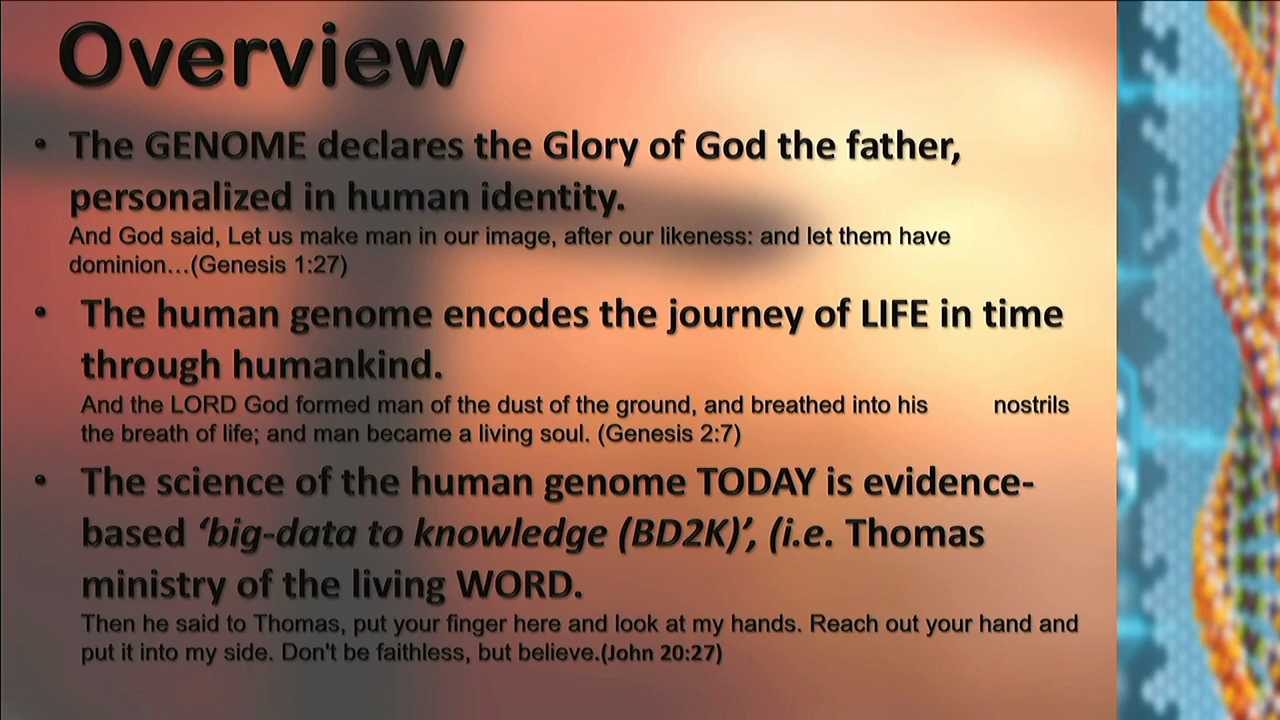 Overview
• The GENOME declares the Glory of God the father,
personalized in human identity.
And God said, Let us make man in our image, after our likeness: and let them have
dominion…(Genesis 1:27)
• The human genome encodes the journey of LIFE in time
through humankind.
And the LORD God formed man of the dust of the ground, and breathed into his nostrils
the breath of life; and man became a living soul. (Genesis 2:7)
• The science of the human genome TODAY is evidence-
based ‘big-data to knowledge (BD2K)’, (i.e. Thomas
ministry of the living WORD.
Then he said to Thomas, put your finger here and look at my hands. Reach out your hand and
put it into my side. Don't be faithless, but believe.(John 20:27)